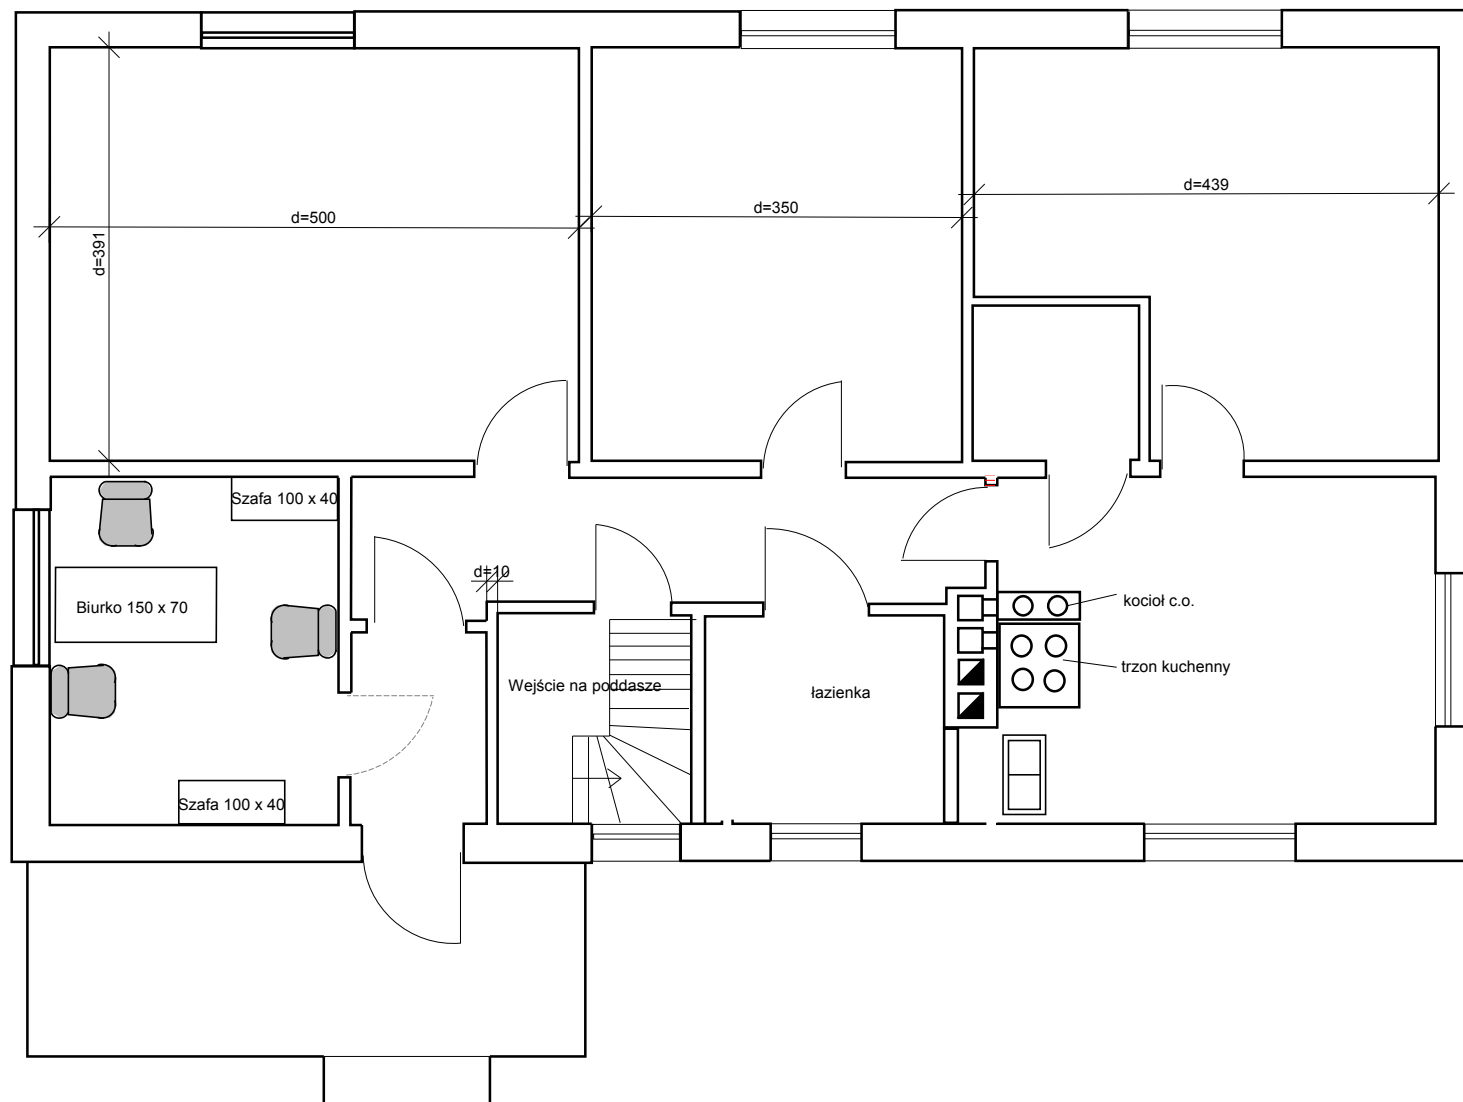 d=439
d=350
d=500
d=391
Szafa 100 x 40
d=10
Biurko 150 x 70
kocioł c.o.
trzon kuchenny
Wejście na poddasze
łazienka
Szafa 100 x 40